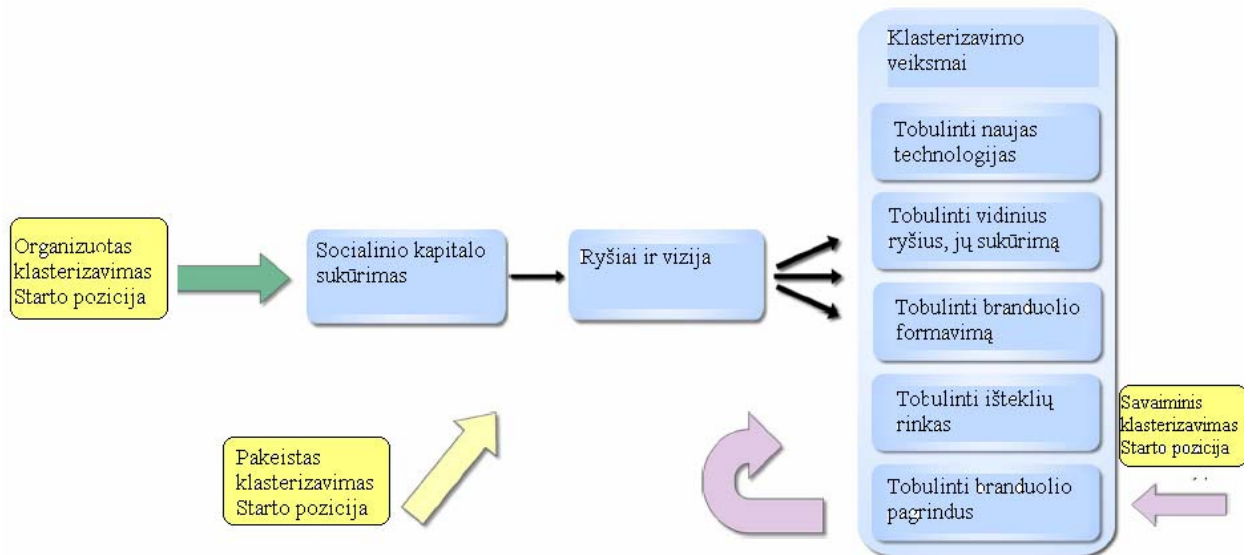 Organizuotas
klasterizavimas
Starto pozicija
Socialinio kapitalo
sukūrimas
Ryšiai ir vizija
Klasterizavimo
veiksmai
Tobulinti naujas
technologijas
Tobulinti vidinius
ryšius, jų sukūrimą
Tobulinti branduolio
formavimą
Tobulinti išteklių
rinkas
Tobulinti branduolio
pagrindus
Pakeistas
klasterizavimas
Starto pozicija
Savaiminis
klasterizavimas
Starto pozicija